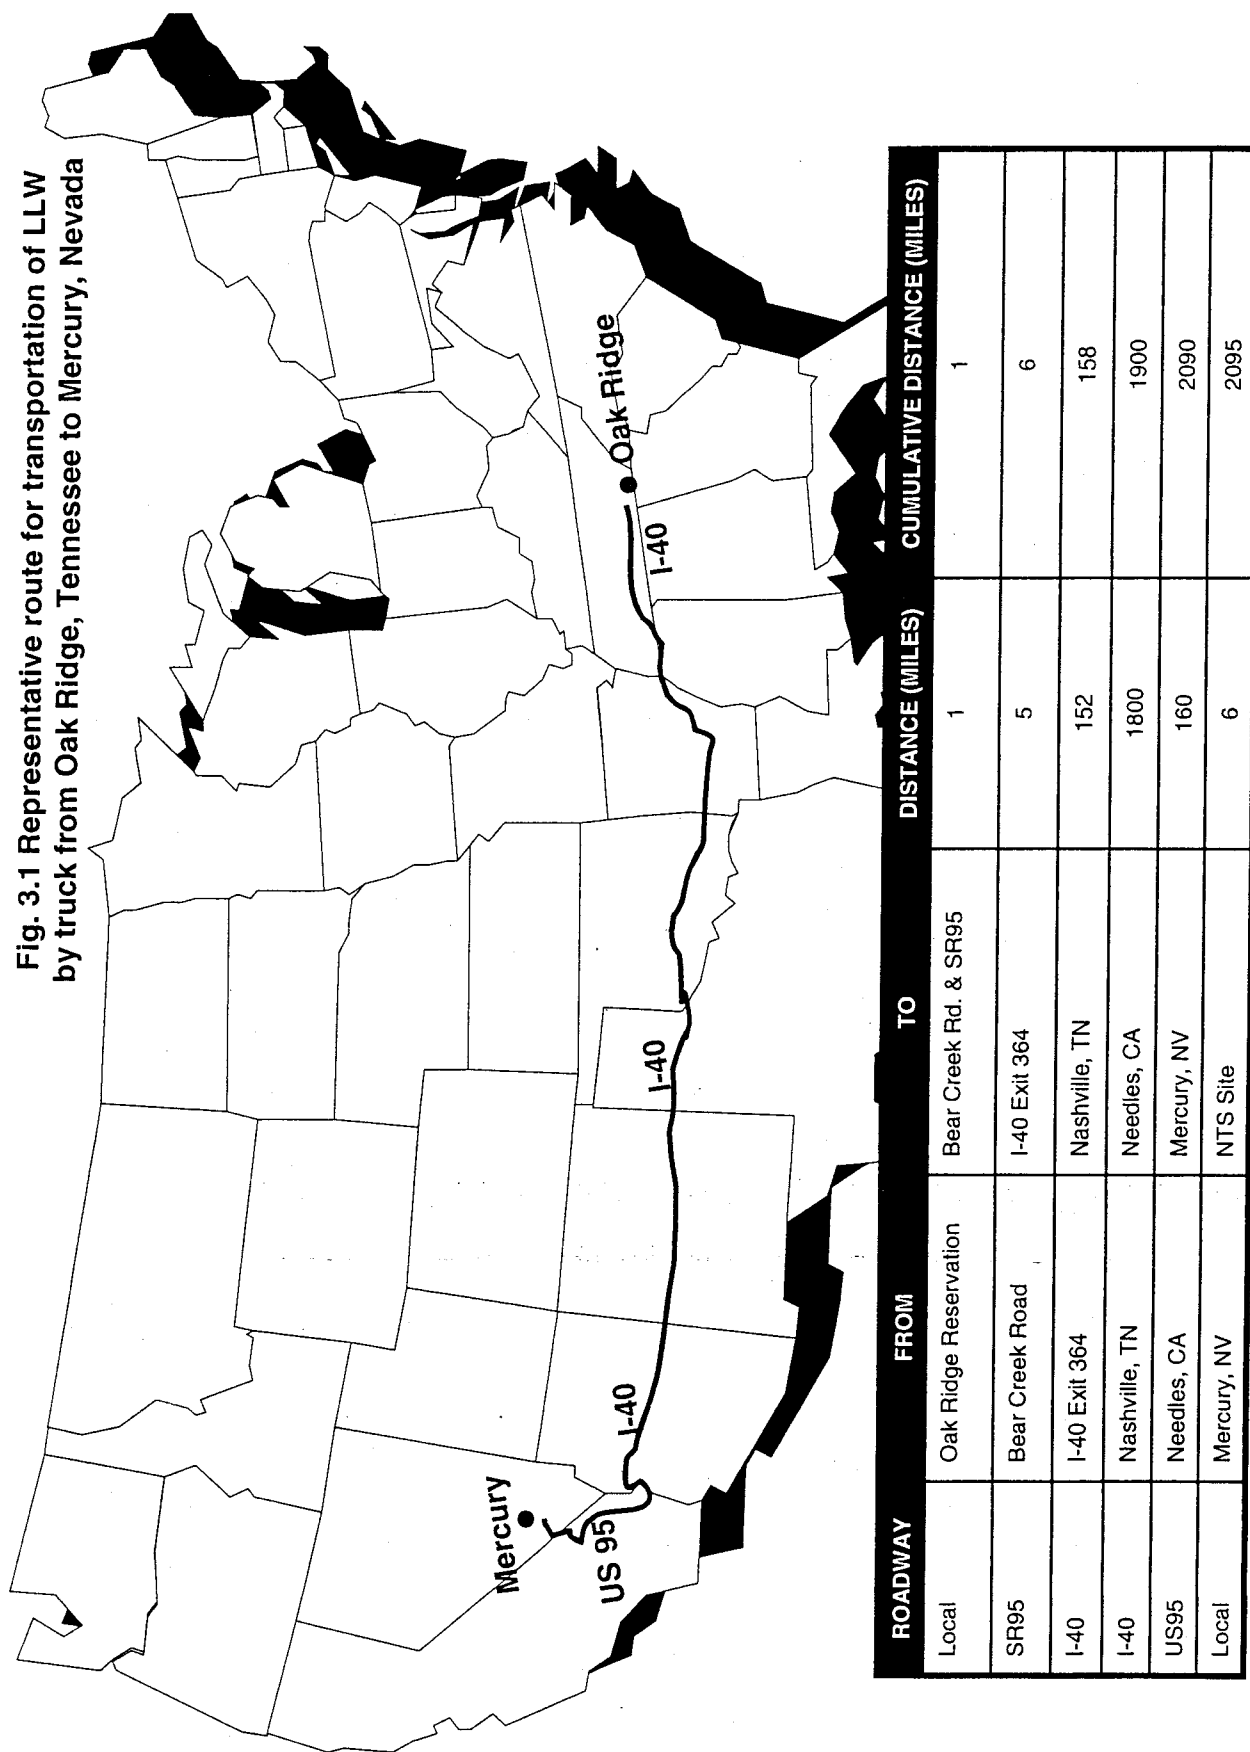 Fig. 3.1 Representative route for transportation of LLW
by truck from Oak Ridge, Tennessee to Mercury, Nevada
Mercury
US 95
I-40
I-40
I-40
Oak Ridge
ROADWAY FROM TO DISTANCE (MILES) CUMULATIVE DISTANCE (MILES)
Local Oak Ridge Reservation Bear Creek Rd. & SR95 1 1
SR95 Bear Creek Road I-40 Exit 364 5 6
I-40 I-40 Exit 364 Nashville, TN 152 158
I-40 Nashville, TN Needles, CA 1800 1900
US95 Needles, CA Mercury, NV 160 2090
Local Mercury, NV NTS Site 6 2095